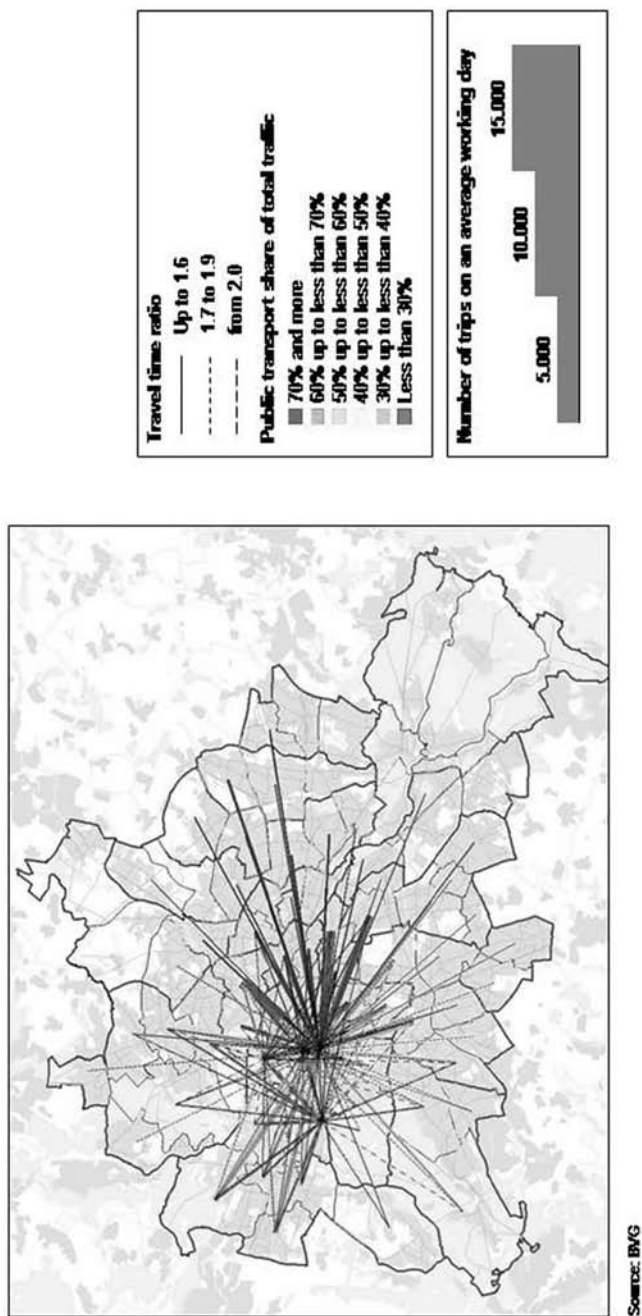 Travel time ratio
Up to 1.6
1.7 to 1.9
from 2.0
Public transport share of total traffic
70% and more
60% up to less than 70%
50% up to less than 60%
40% up to less than 50%
30% up to less than 40%
Less than 30%
Number of trips on an average working day
5.000
10.000
15.000
Source: BVG